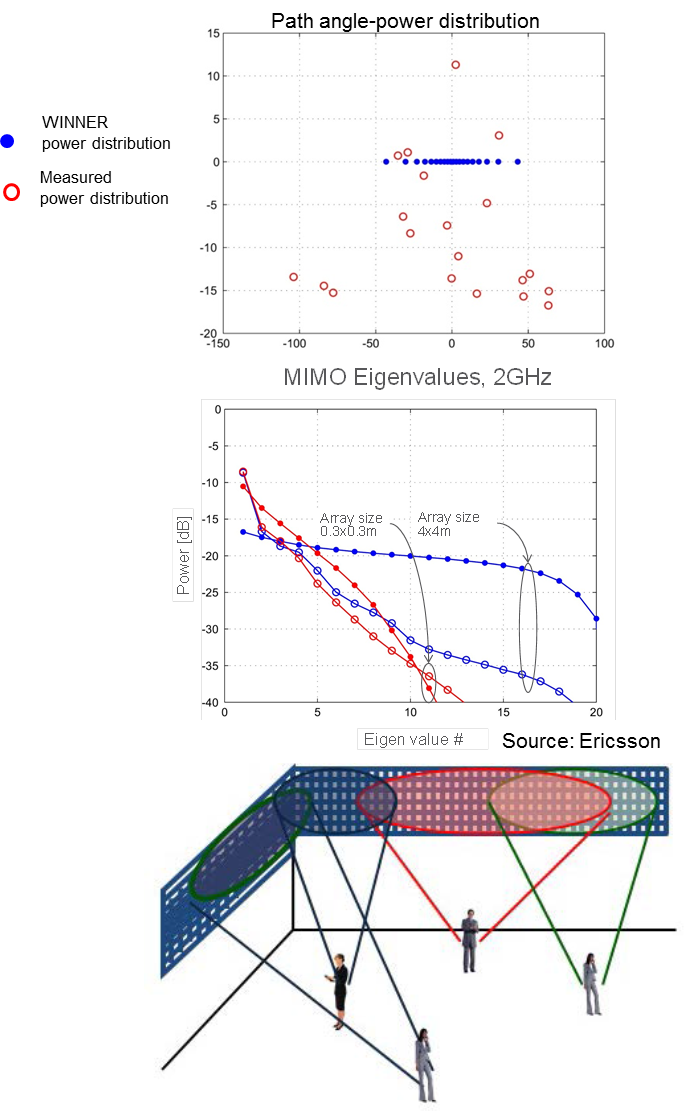 Path angle-power distribution
15
10
5
0
-5
-10
-15
-20
-150
-100
-50
0
50
100
WINNER
power distribution
Measured
power distribution
MIMO Eigenvalues, 2GHz
0
-5
-10
-15
-20
-25
-30
-35
-40
Power [dB]
Array size
0.3x0.3m
Array size
4x4m
0
5
10
15
20
Eigen value #
Source: Ericsson